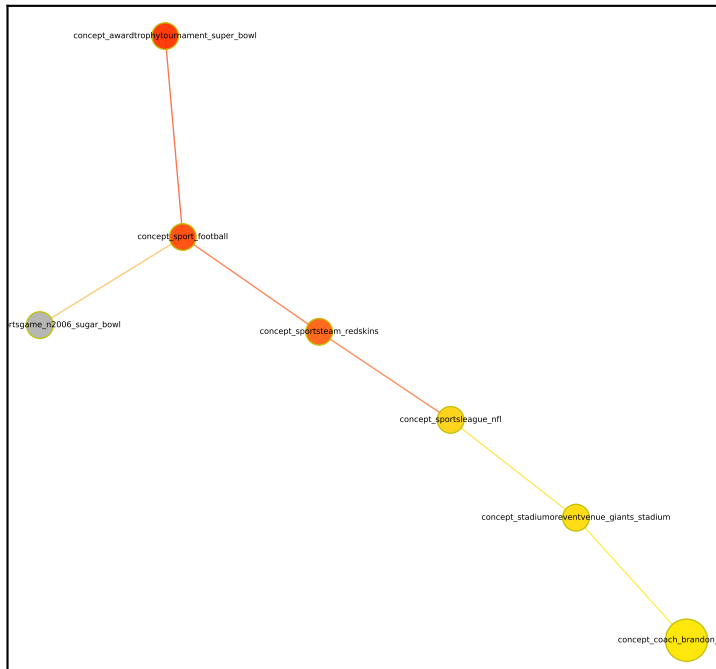 concept_awardtrophytournament_super_bowl
concept_sport_football
rtsgame_n2006_sugar_bowl
concept_sportsteam_redskins
concept_sportsleague_nfl
concept_stadiumoreventvenue_giants_stadium
concept_coach_brandon_